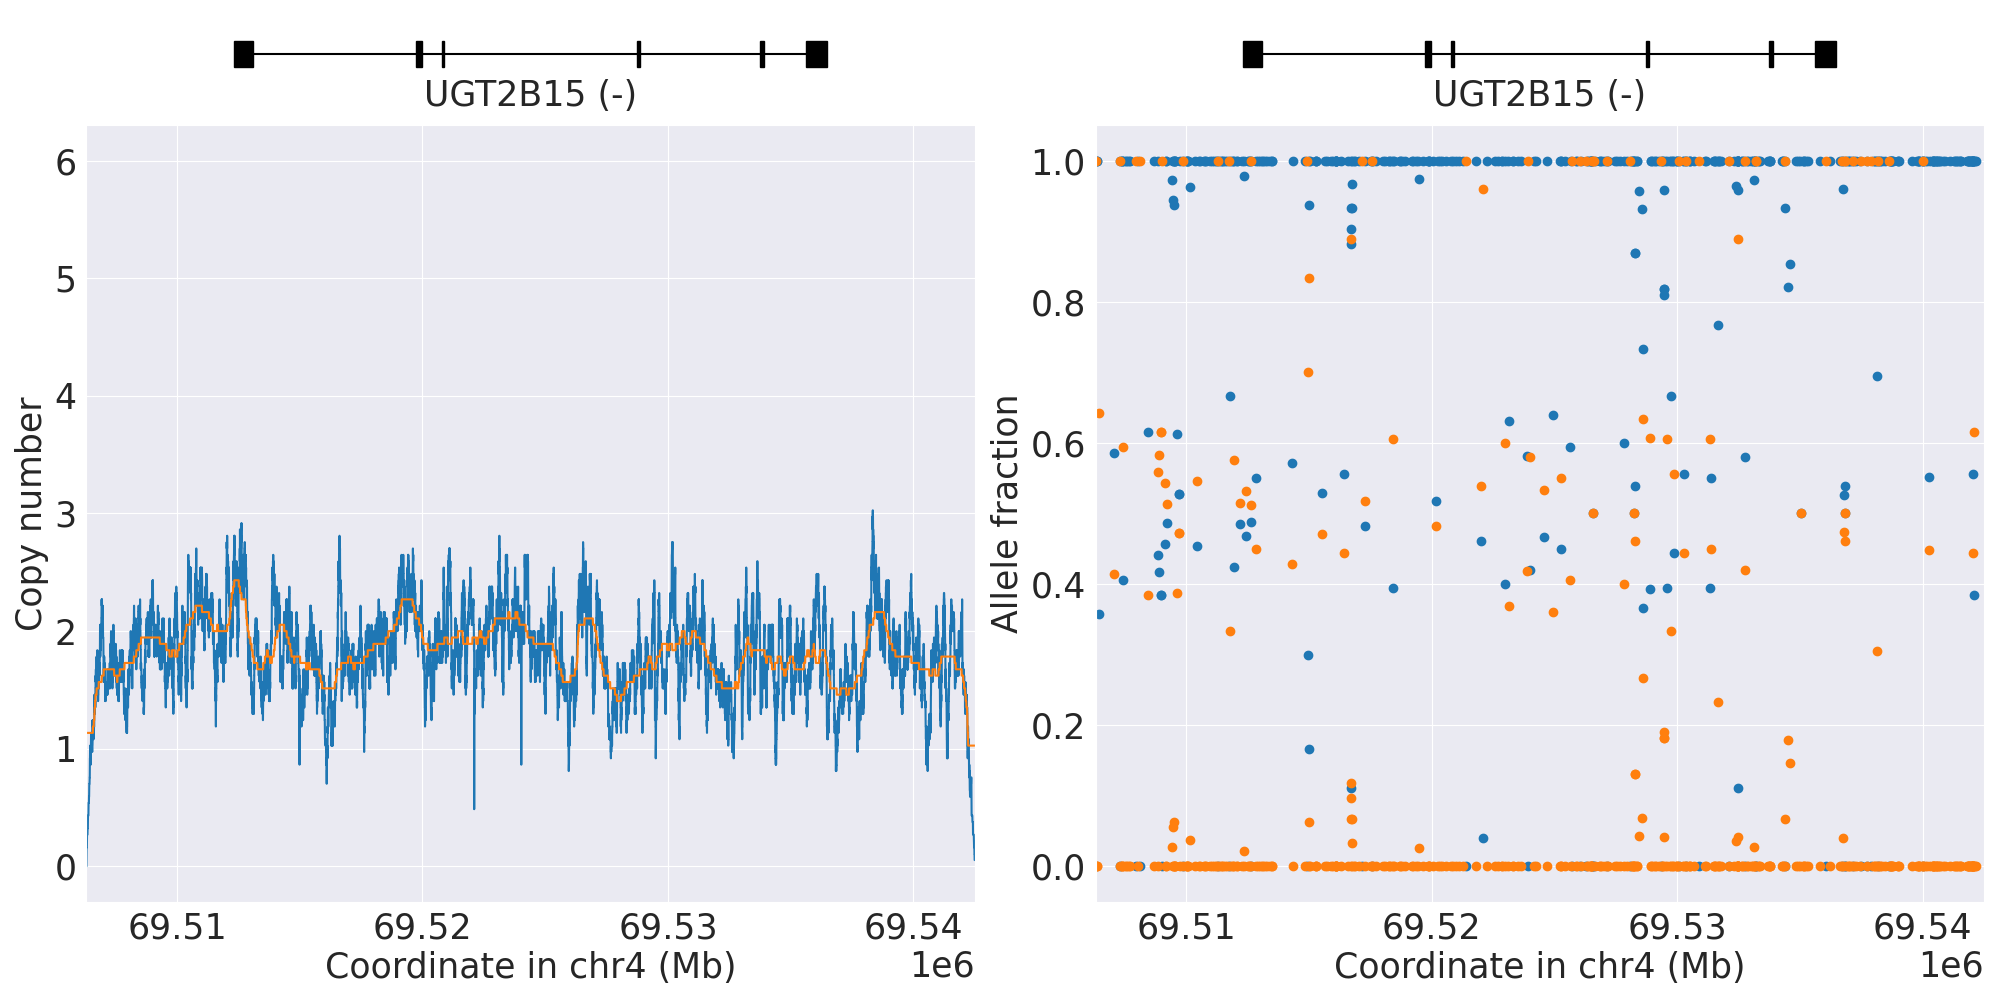 UGT2B15 (-)
6
5
4
3
2
1
0
Copy number
69.51 69.52 69.53 69.54
Coordinate in chr4 (Mb)
1e6
UGT2B15 (-)
1.0
0.8
0.6
0.4
0.2
0.0
Allele fraction
69.51 69.52 69.53 69.54
Coordinate in chr4 (Mb)
1e6